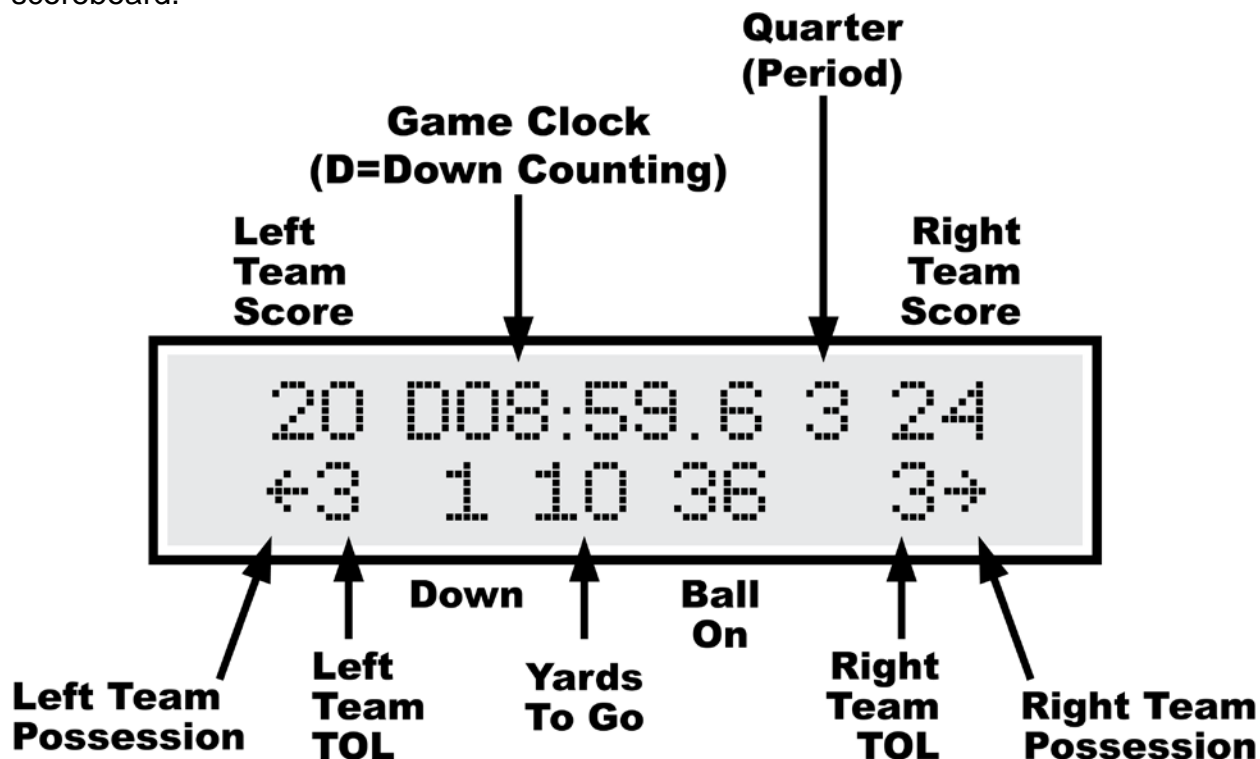 scoreboard.
Quarter
(Period)
Game Clock
(D=Down Counting)
Left
Team
Score
Right
Team
Score
20 D08:59.6 3 24
←3 1 10 36 3→
Down
Ball
On
Left Team
Possession
Left
Team
TOL
Yards
To Go
Right
Team
TOL
Right Team
Possession